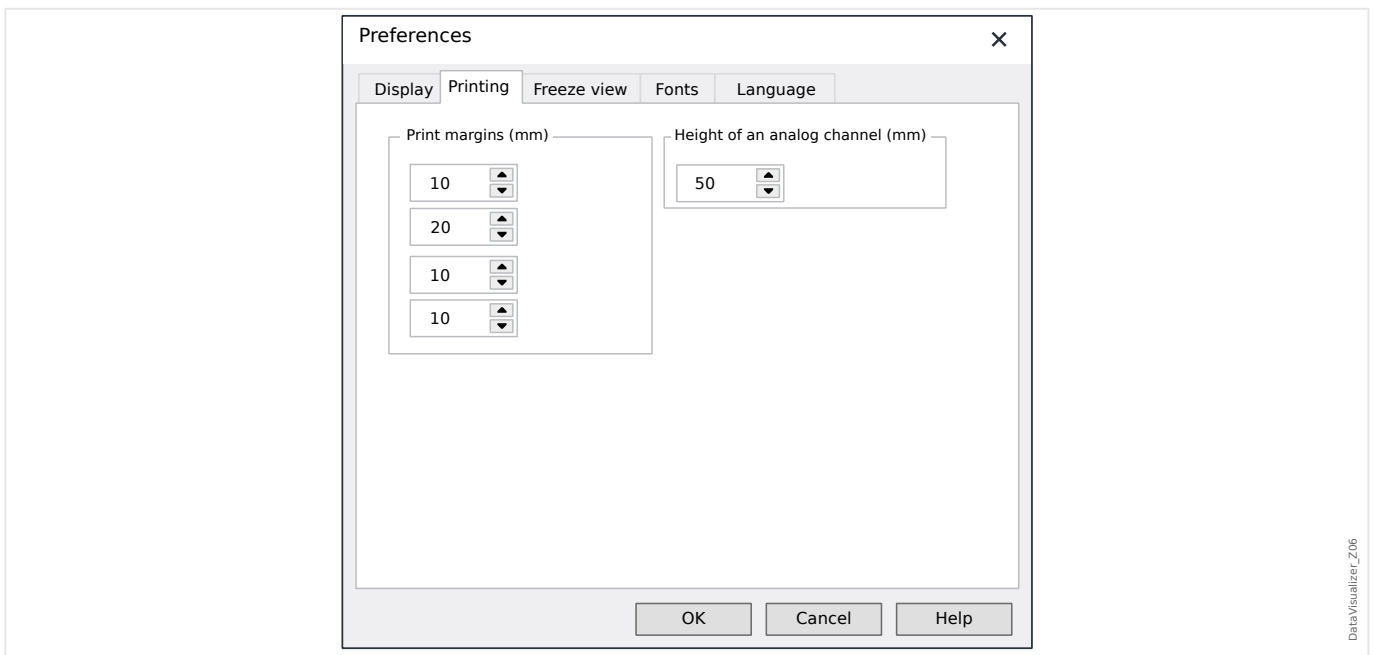 Preferences
Display Printing Freeze view Fonts Language
Print margins (mm) Height of an analog channel (mm)
10 50
20
10
10
OK Cancel Help
DataVisualizer_Z06